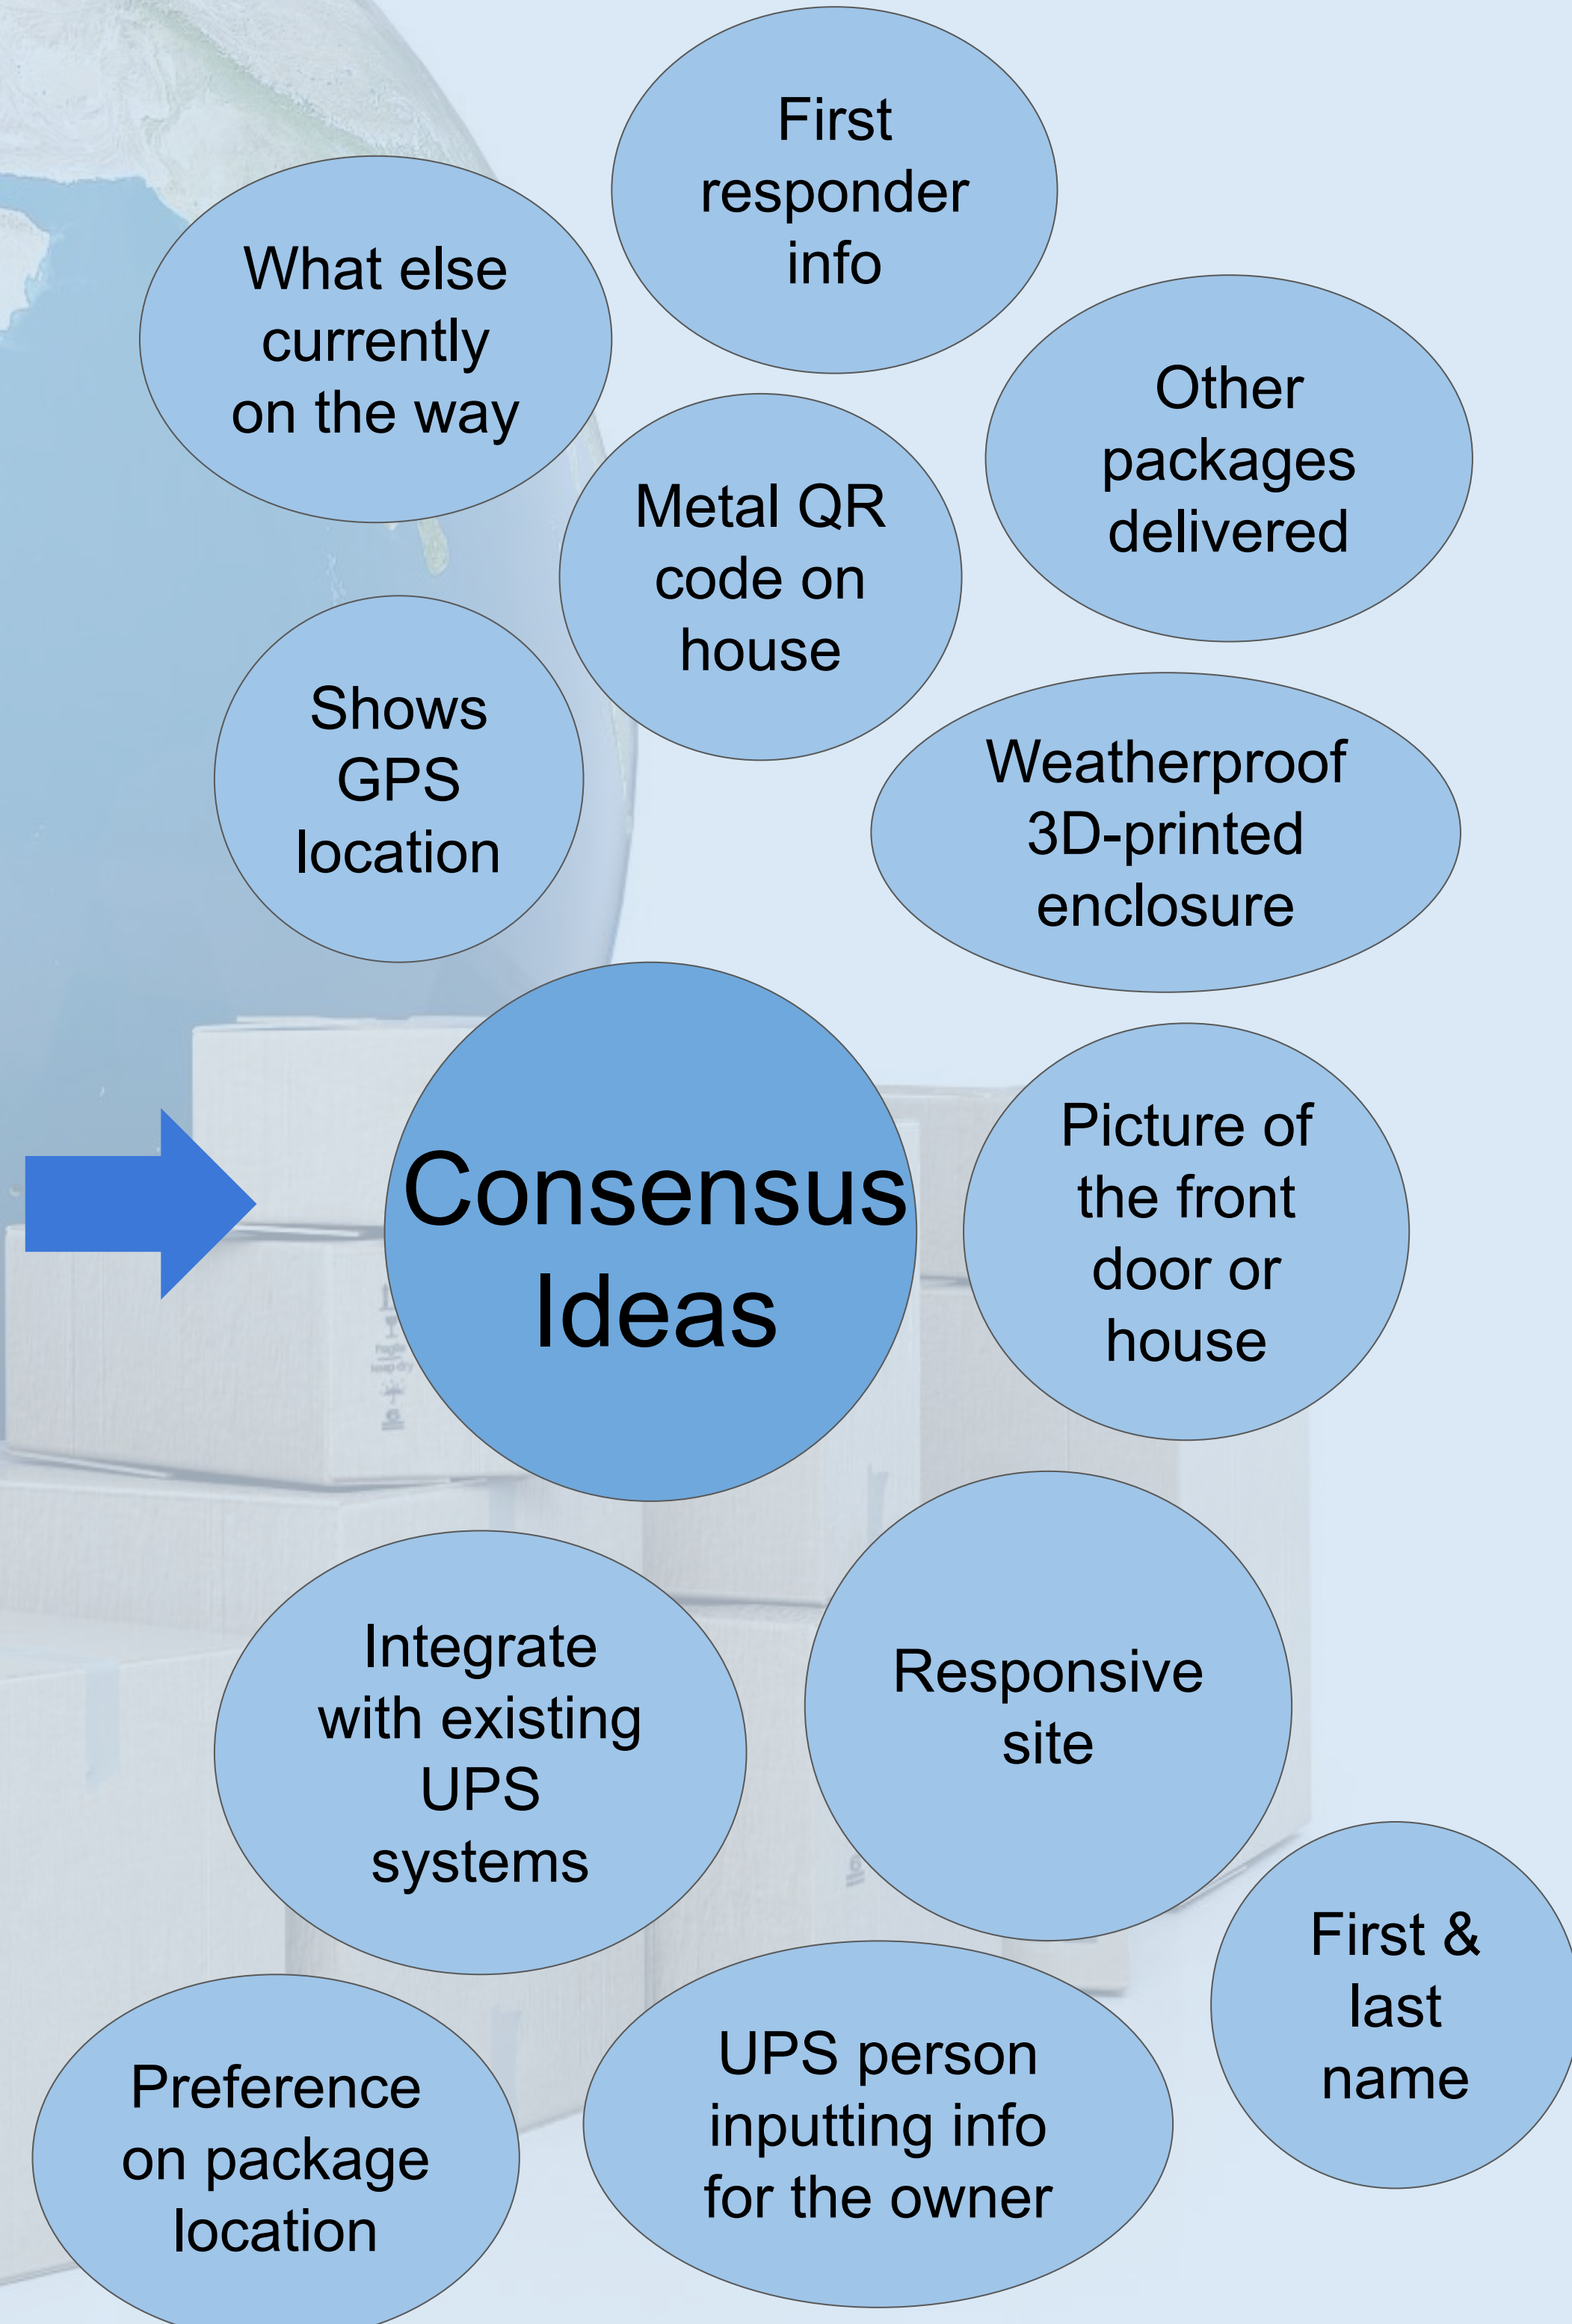 First
responder
info
What else
currently
on the way
Other
packages
delivered
Metal QR
code on
house
Shows
GPS
location
Weatherproof
3D-printed
enclosure
Consensus
Ideas
Picture of
the front
door or
house
Integrate
with existing
UPS
systems
Responsive
site
First &
last
name
Preference
on package
location
UPS person
inputting info
for the owner